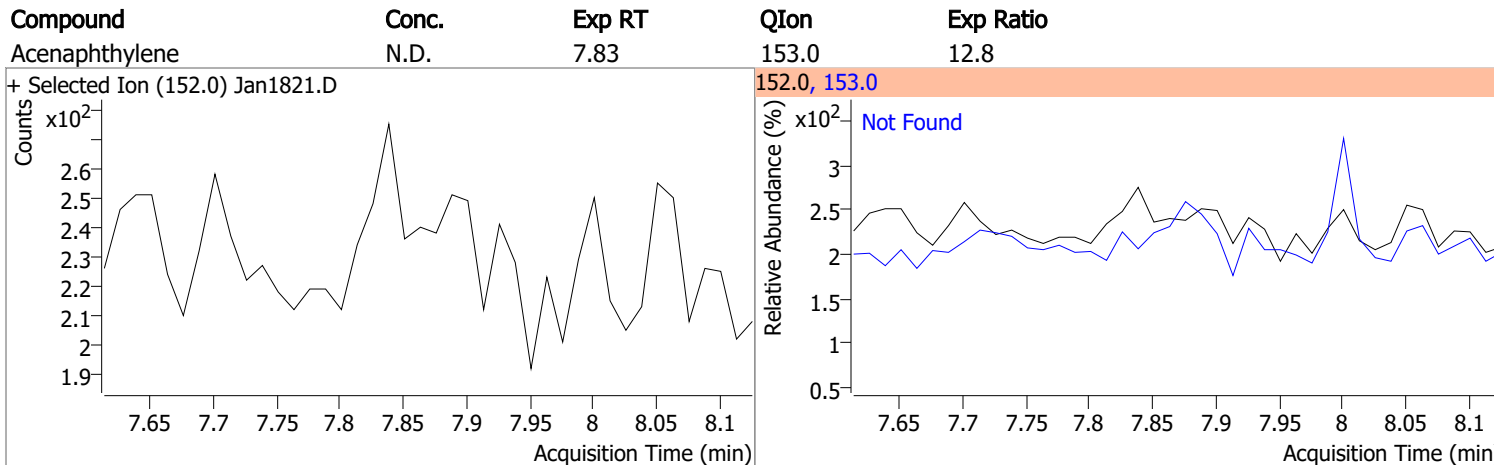 Compound Conc. Exp RT QIon Exp Ratio
Acenaphthylene N.D. 7.83 153.0 12.8
+ Selected Ion (152.0) Jan1821.D
Counts
x10²
2.6
2.5
2.4
2.3
2.2
2.1
2
1.9
7.65 7.7 7.75 7.8 7.85 7.9 7.95 8 8.05 8.1
Acquisition Time (min)
152.0, 153.0
Relative Abundance (%)
x10²
Not Found
3
2.5
2
1.5
1
0.5
7.65 7.7 7.75 7.8 7.85 7.9 7.95 8 8.05 8.1
Acquisition Time (min